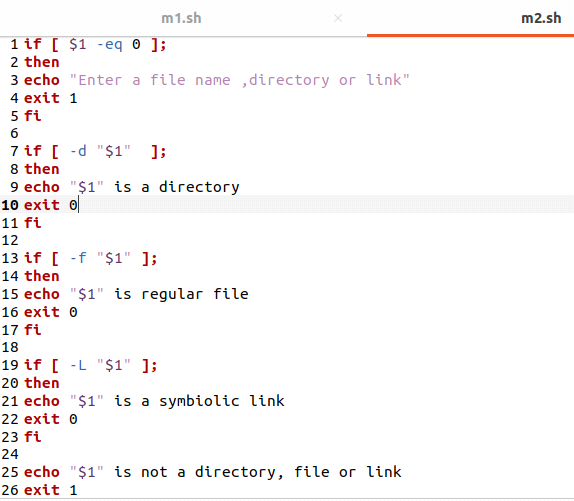 m1.sh × m2.sh
1 if [ $1 -eq 0 ];
2 then
3 echo "Enter a file name ,directory or link"
4 exit 1
5 fi
6
7 if [ -d "$1"  ];
8 then
9 echo "$1" is a directory
10 exit 0
11 fi
12
13 if [ -f "$1" ];
14 then
15 echo "$1" is regular file
16 exit 0
17 fi
18
19 if [ -L "$1" ];
20 then
21 echo "$1" is a symbiolic link
22 exit 0
23 fi
24
25 echo "$1" is not a directory, file or link
26 exit 1